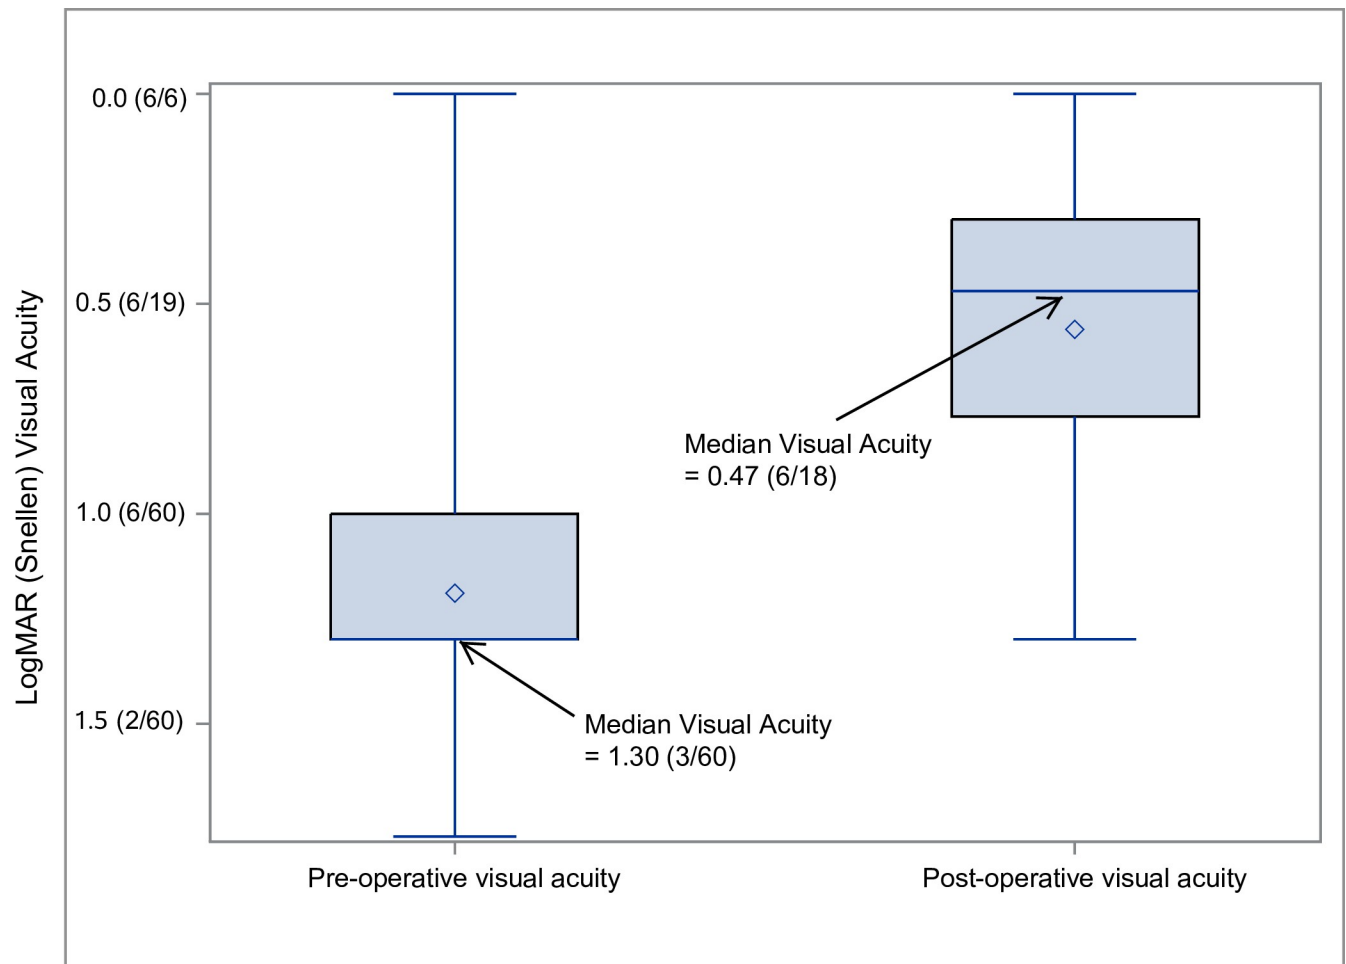 LogMAR (Snellen) Visual Acuity
0.0 (6/6)
0.5 (6/19)
1.0 (6/60)
1.5 (2/60)
Median Visual Acuity
= 0.47 (6/18)
Median Visual Acuity
= 1.30 (3/60)
Pre-operative visual acuity
Post-operative visual acuity